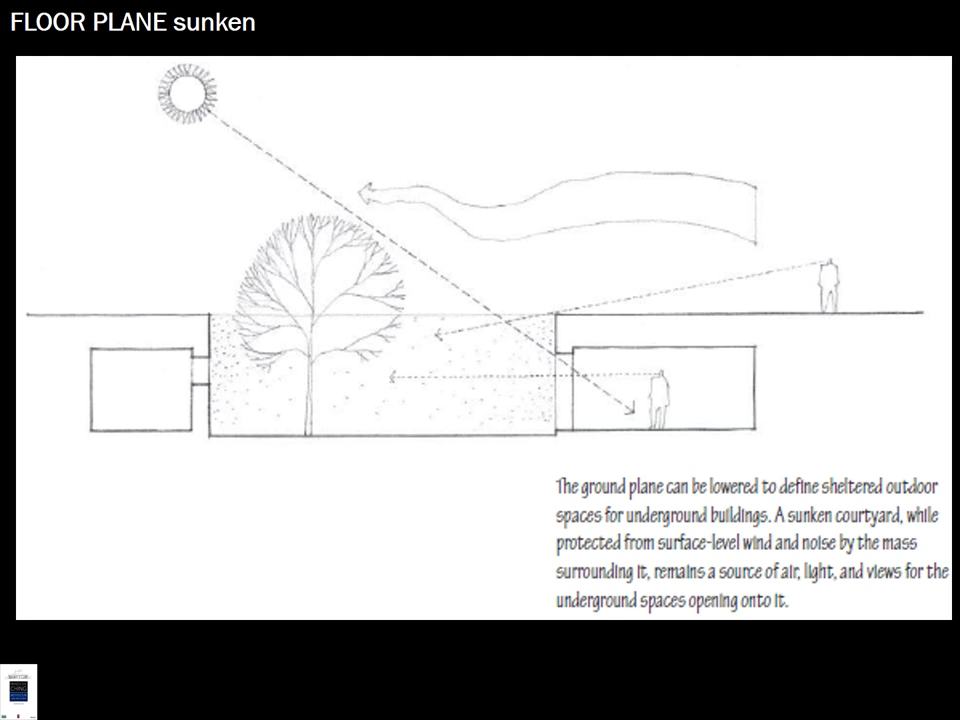 FLOOR PLANE sunken
The ground plane can be lowered to define sheltered outdoor
spaces for underground buildings. A sunken courtyard, while
protected from surface-level wind and noise by the mass
surrounding it, remains a source of air, light, and views for the
underground spaces opening onto it.
CHING